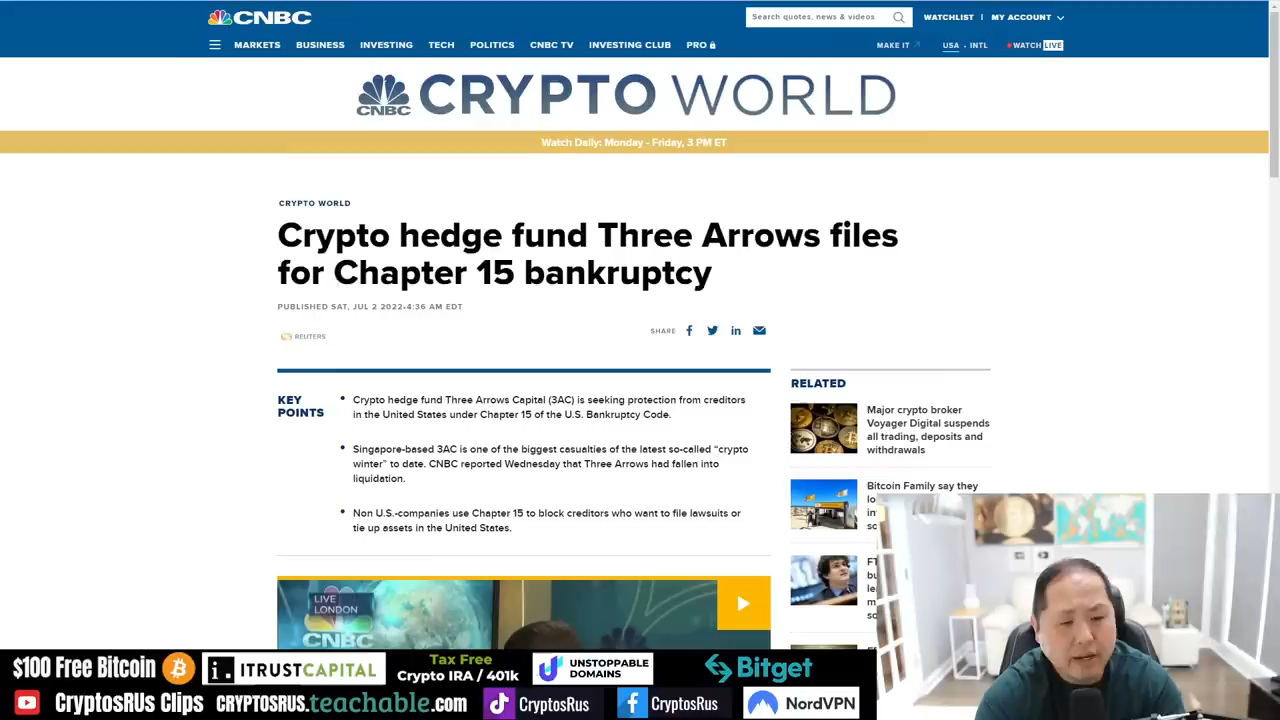 CNBC
Search quotes, news & videos
WATCHLIST
MY ACCOUNT
MARKETS
BUSINESS
INVESTING
TECH
POLITICS
CNBC TV
INVESTING CLUB
PRO
MAKE IT
USA • INTL
WATCH LIVE
CNBC
CRYPTO WORLD
Watch Daily: Monday - Friday, 3 PM ET
CRYPTO WORLD
Crypto hedge fund Three Arrows files
for Chapter 15 bankruptcy
PUBLISHED SAT, JUL 2 2022•4:36 AM EDT
REUTERS
SHARE
KEY
POINTS
Crypto hedge fund Three Arrows Capital (3AC) is seeking protection from creditors
in the United States under Chapter 15 of the U.S. Bankruptcy Code.
Singapore-based 3AC is one of the biggest casualties of the latest so-called “crypto
winter” to date. CNBC reported Wednesday that Three Arrows had fallen into
liquidation.
Non U.S.-companies use Chapter 15 to block creditors who want to file lawsuits or
tie up assets in the United States.
LIVE
LONDON
CNBC
RELATED
Major crypto broker
Voyager Digital suspends
all trading, deposits and
withdrawals
Bitcoin Family say they
$100 Free Bitcoin
ITRUSTCAPITAL
Tax Free
Crypto IRA / 401k
UNSTOPPABLE
DOMAINS
Bitget
CryptosRUs Clips
CRYPTOSRUS.teachable.com
CryptosRus
CryptosRus
NordVPN